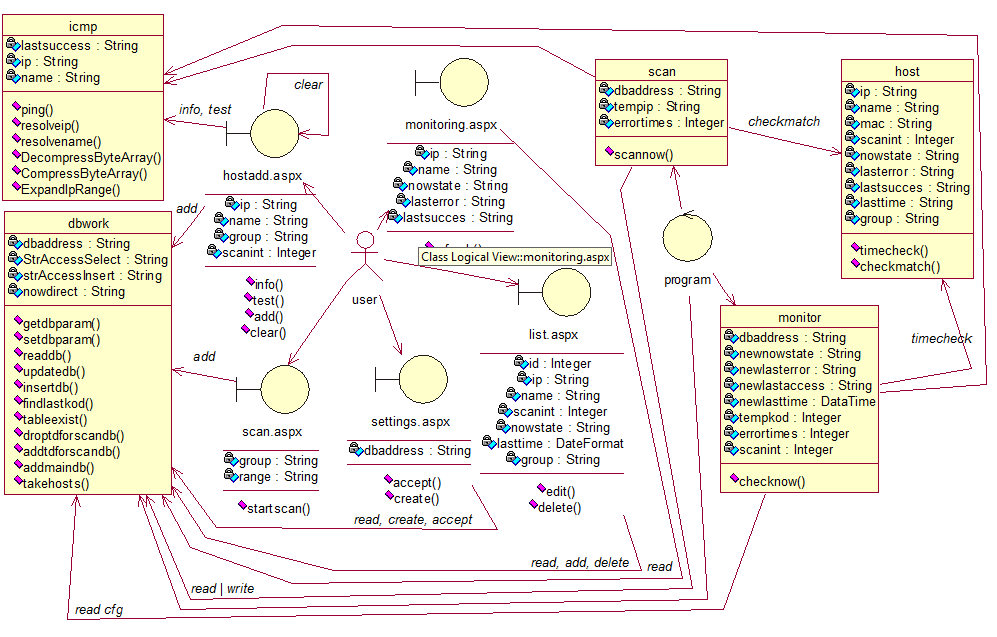 icmp
lastsuccess : String
ip : String
name : String
ping()
resolveip()
resolvename()
DecompressByteArray()
CompressByteArray()
ExpandIpRange()
dbwork
dbaddress : String
StrAccessSelect : String
strAccessInsert : String
nowdirect : String
getdbparam()
setdbparam()
readdb()
updatedb()
insertdb()
findlastkod()
tableexist()
droptdforscandb()
addtdforscandb()
addmaindb()
takehosts()
info, test
clear
hostadd.aspx
ip : String
name : String
group : String
scanint : Integer
info()
test()
add()
clear()
add
monitoring.aspx
ip : String
name : String
nowstate : String
lasterror : String
lastsucces : String
Class Logical View::monitoring.aspx
user
list.aspx
id : Integer
ip : String
name : String
scanint : Integer
nowstate : String
lasttime : DateFormat
group : String
edit()
delete()
add
scan.aspx
group : String
range : String
startscan()
settings.aspx
dbaddress : String
accept()
create()
scan
dbaddress : String
tempip : String
errortimes : Integer
scannow()
checkmatch
host
ip : String
name : String
mac : String
scanint : Integer
nowstate : String
lasterror : String
lastsucces : String
lasttime : String
group : String
timecheck()
checkmatch()
program
timecheck
monitor
dbaddress : String
newnowstate : String
newlasterror : String
newlastaccess : String
newlasttime : DataTime
tempkod : Integer
errortimes : Integer
scanint : Integer
checknow()
read, create, accept
read, add, delete
read
read | write
read cfg